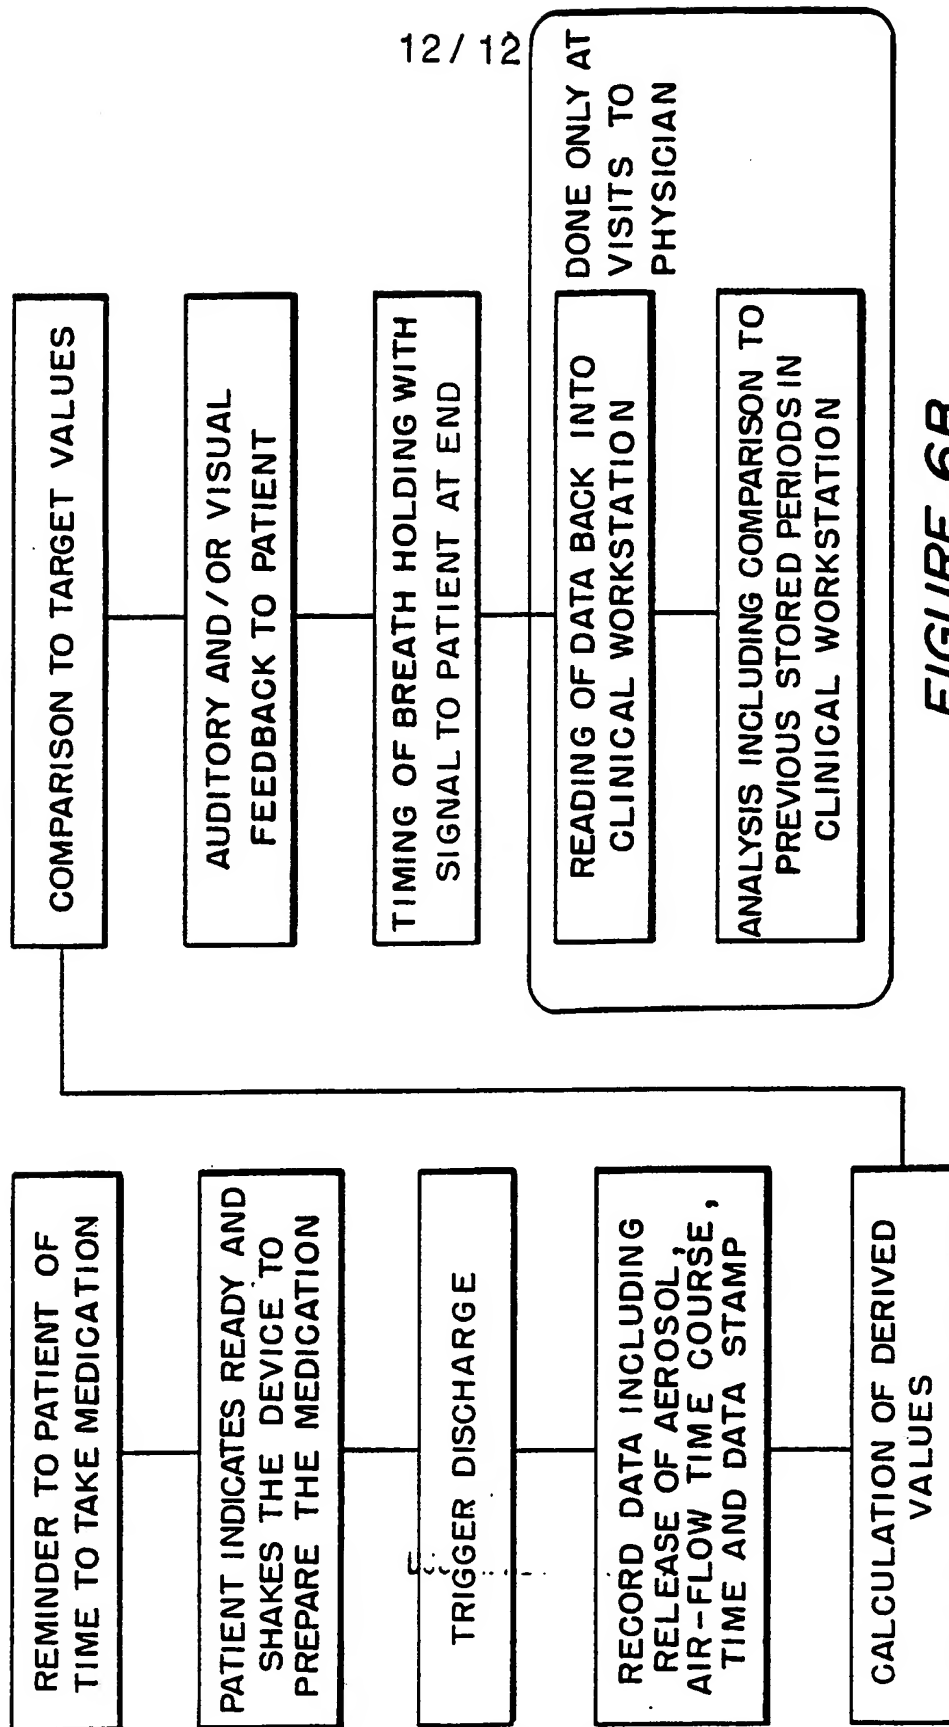 12/12
REMINDER TO PATIENT OF
TIME TO TAKE MEDICATION
PATIENT INDICATES READY AND
SHAKES THE DEVICE TO
PREPARE THE MEDICATION
TRIGGER DISCHARGE
RECORD DATA INCLUDING
RELEASE OF AEROSOL,
AIR-FLOW TIME COURSE,
TIME AND DATA STAMP
CALCULATION OF DERIVED
VALUES
COMPARISON TO TARGET VALUES
AUDITORY AND/OR VISUAL
FEEDBACK TO PATIENT
TIMING OF BREATH HOLDING WITH
SIGNAL TO PATIENT AT END
READING OF DATA BACK INTO
CLINICAL WORKSTATION
ANALYSIS INCLUDING COMPARISON TO
PREVIOUS STORED PERIODS IN
CLINICAL WORKSTATION
DONE ONLY AT
VISITS TO
PHYSICIAN
FIGURE 6B